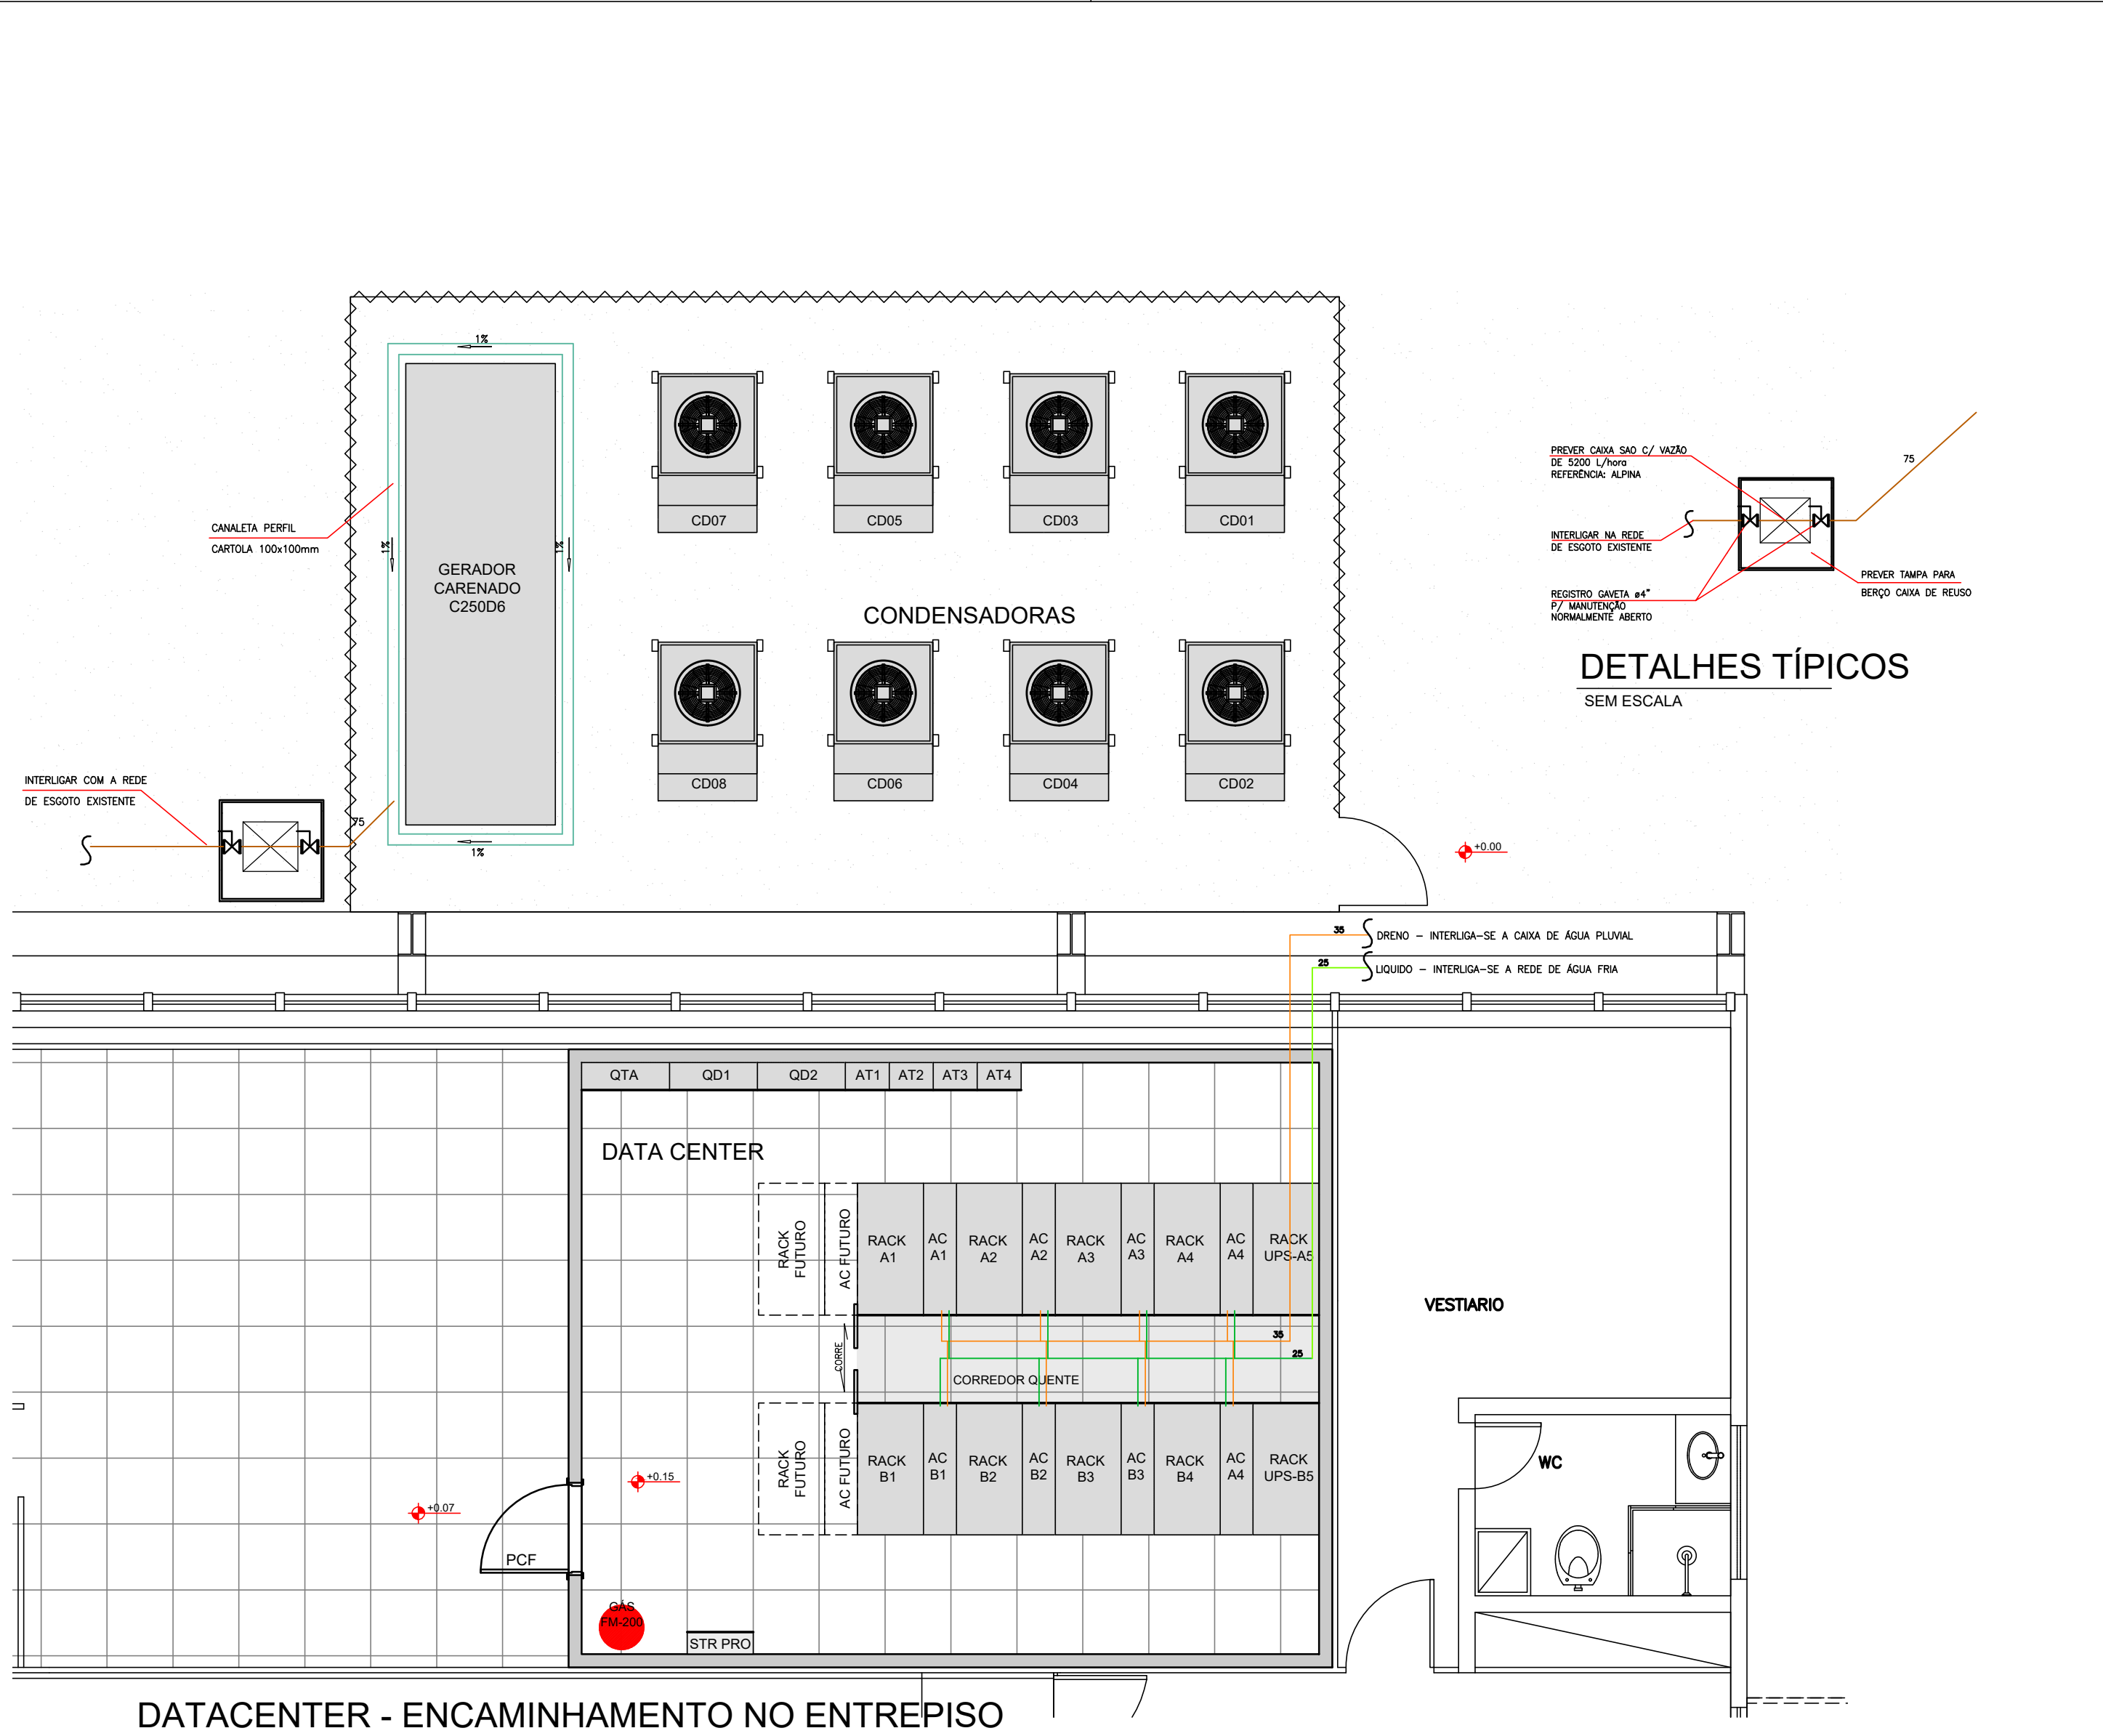 1%
1%
1%
1%
CANALETA PERFIL
CARTOLA 100x100mm
GERADOR
CARENADO
C250D6
CD07
CD05
CD03
CD01
CONDENSADORAS
CD08
CD06
CD04
CD02
INTERLIGAR COM A REDE
DE ESGOTO EXISTENTE
75
PREVER CAIXA SAO C/ VAZÃO
DE 5200 L/hora
REFERÊNCIA: ALPINA
75
INTERLIGAR NA REDE
DE ESGOTO EXISTENTE
REGISTRO GAVETA ø4"
P/ MANUTENÇÃO
NORMALMENTE ABERTO
PREVER TAMPA PARA
BERÇO CAIXA DE REUSO
DETALHES TÍPICOS
SEM ESCALA
+0.00
35
DRENO – INTERLIGA-SE A CAIXA DE ÁGUA PLUVIAL
25
LIQUIDO – INTERLIGA-SE A REDE DE ÁGUA FRIA
QTA
QD1
QD2
AT1
AT2
AT3
AT4
DATA CENTER
RACK
FUTURO
AC FUTURO
RACK
A1
AC
A1
RACK
A2
AC
A2
RACK
A3
AC
A3
RACK
A4
AC
A4
RACK
UPS-A5
35
25
CORRE
CORREDOR QUENTE
RACK
FUTURO
AC FUTURO
RACK
B1
AC
B1
RACK
B2
AC
B2
RACK
B3
AC
B3
RACK
B4
AC
A4
RACK
UPS-B5
VESTIARIO
WC
+0.15
+0.07
PCF
GÁS
FM-200
STR PRO
DATACENTER - ENCAMINHAMENTO NO ENTREPISO